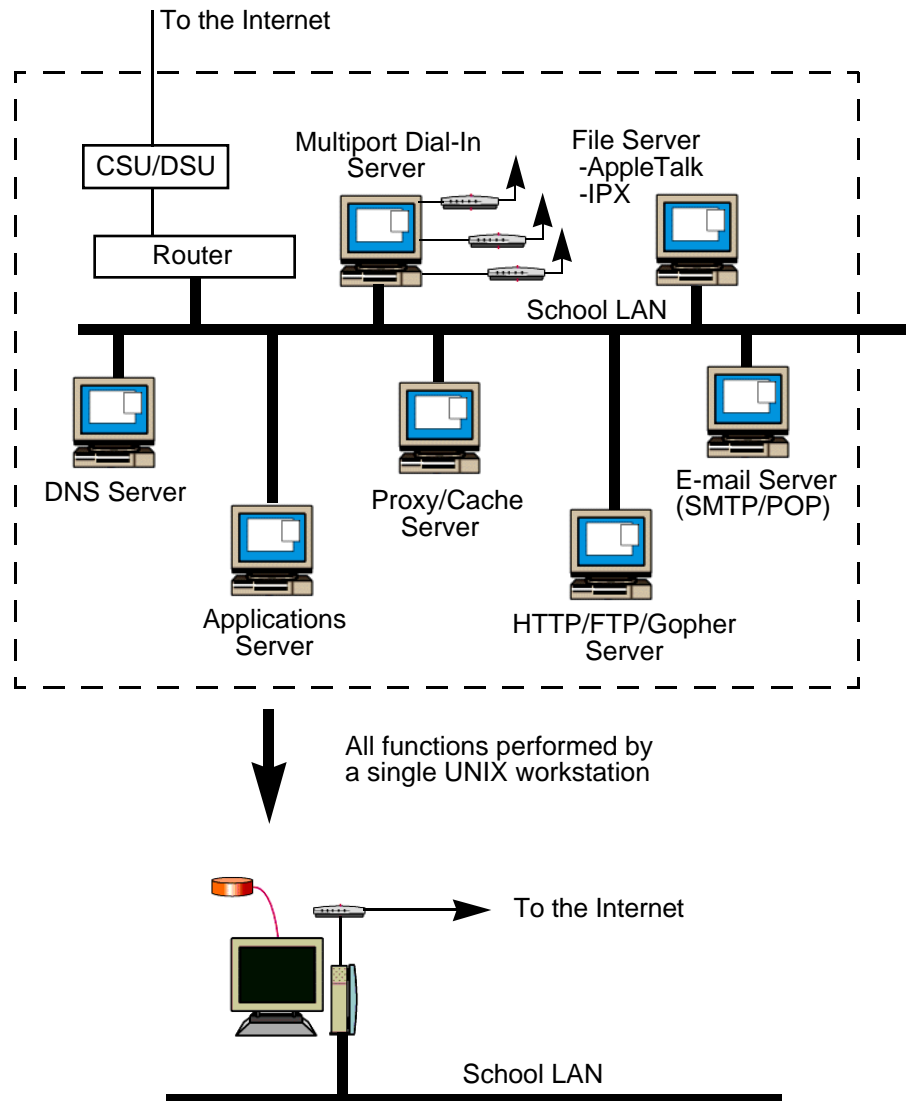 To the Internet
CSU/DSU
Router
Multiport Dial-In
Server
File Server
-AppleTalk
-IPX
School LAN
DNS Server
Applications
Server
Proxy/Cache
Server
HTTP/FTP/Gopher
Server
E-mail Server
(SMTP/POP)
All functions performed by
a single UNIX workstation
To the Internet
School LAN